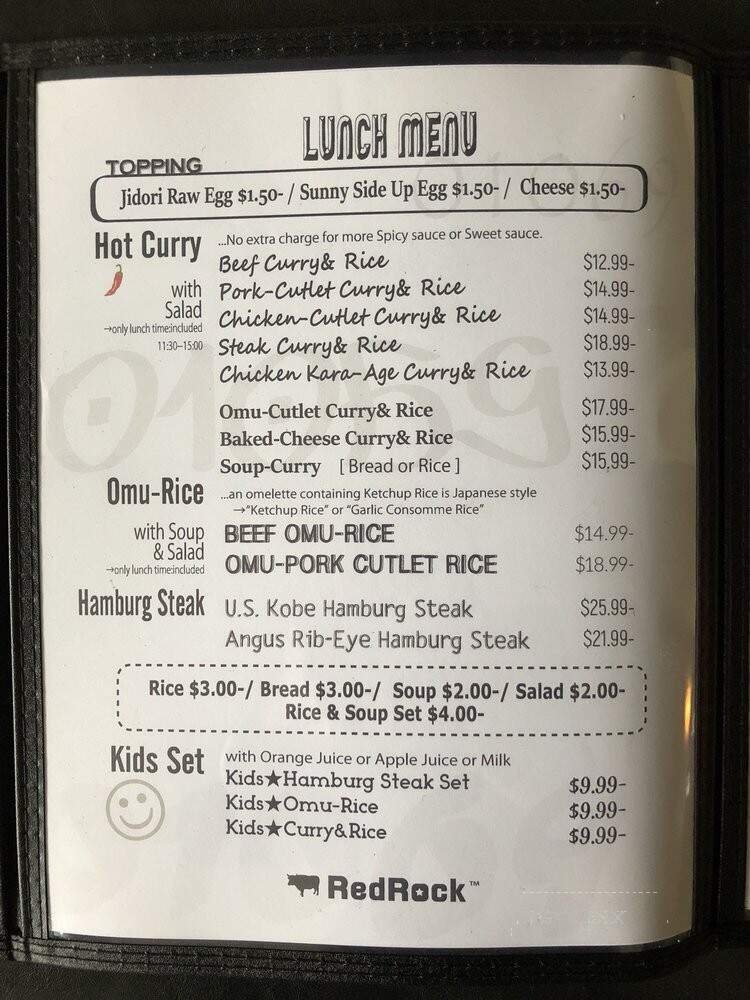 LUNCH MENU
TOPPING
Jidori Raw Egg $1.50- / Sunny Side Up Egg $1.50- / Cheese $1.50-
Hot Curry ...No extra charge for more Spicy sauce or Sweet sauce.
with Salad
→only lunch time:included
11:30–15:00
Beef Curry& Rice $12.99-
Pork-Cutlet Curry& Rice $14.99-
Chicken-Cutlet Curry& Rice $14.99-
Steak Curry& Rice $18.99-
Chicken Kara-Age Curry& Rice $13.99-
Omu-Cutlet Curry& Rice $17.99-
Baked-Cheese Curry& Rice $15.99-
Soup-Curry [ Bread or Rice ] $15,99-
Omu-Rice ...an omelette containing Ketchup Rice is Japanese style
→"Ketchup Rice" or "Garlic Consomme Rice"
with Soup
& Salad
→only lunch time:included
BEEF OMU-RICE $14.99-
OMU-PORK CUTLET RICE $18.99-
Hamburg Steak U.S. Kobe Hamburg Steak $25.99-
Angus Rib-Eye Hamburg Steak $21.99-
Rice $3.00-/ Bread $3.00-/ Soup $2.00-/ Salad $2.00-
Rice & Soup Set $4.00-
Kids Set with Orange Juice or Apple Juice or Milk
Kids★Hamburg Steak Set $9.99-
Kids★Omu-Rice $9.99-
Kids★Curry&Rice $9.99-
RedRock™